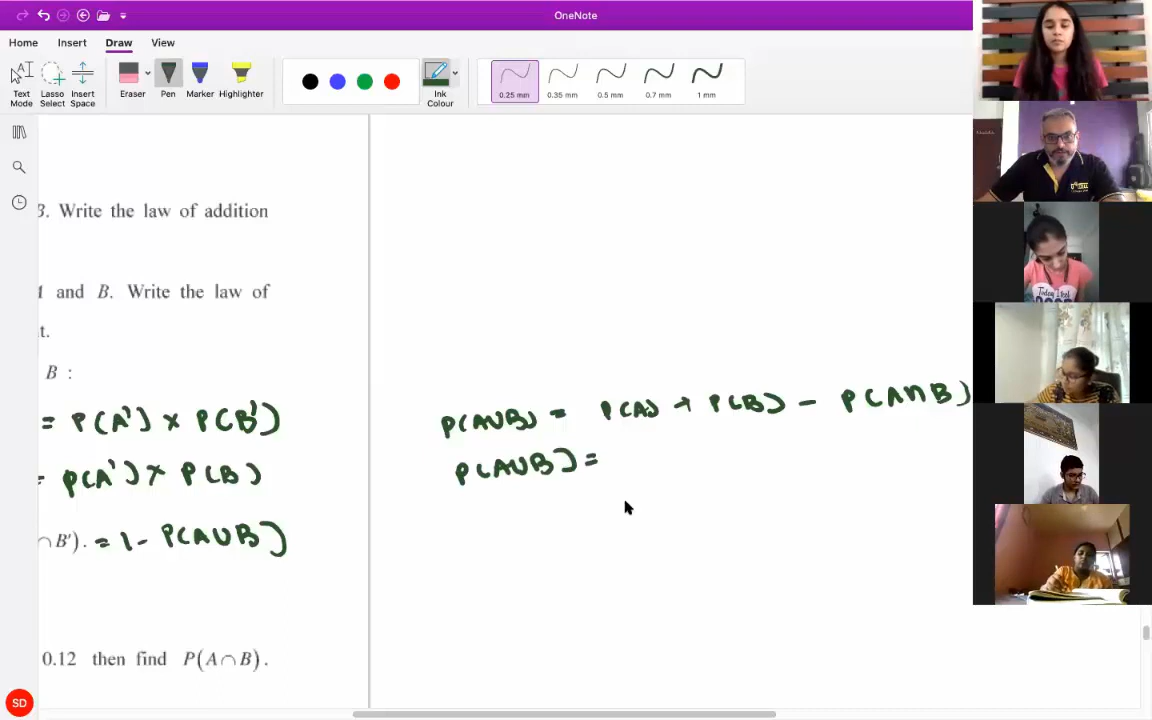 OneNote
Home Insert Draw View
Text Mode Lasso Select Insert Space Eraser Pen Marker Highlighter Ink Colour 0.25 mm 0.35 mm 0.5 mm 0.7 mm 1 mm
B. Write the law of addition
and B. Write the law of
t.
B :
= P(A') × P(B')
= P(A') × P(B)
∩ B'). = 1 - P(A∪B)
0.12 then find P(A∩B).
P(A∪B) = P(A) + P(B) - P(A∩B)
P(A∪B) =
SD